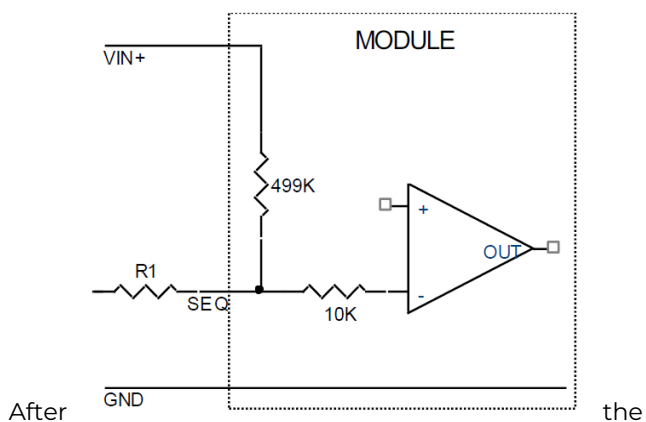 MODULE
VIN+
499K
+
OUT
R1
SEQ
-
10K
After GND the